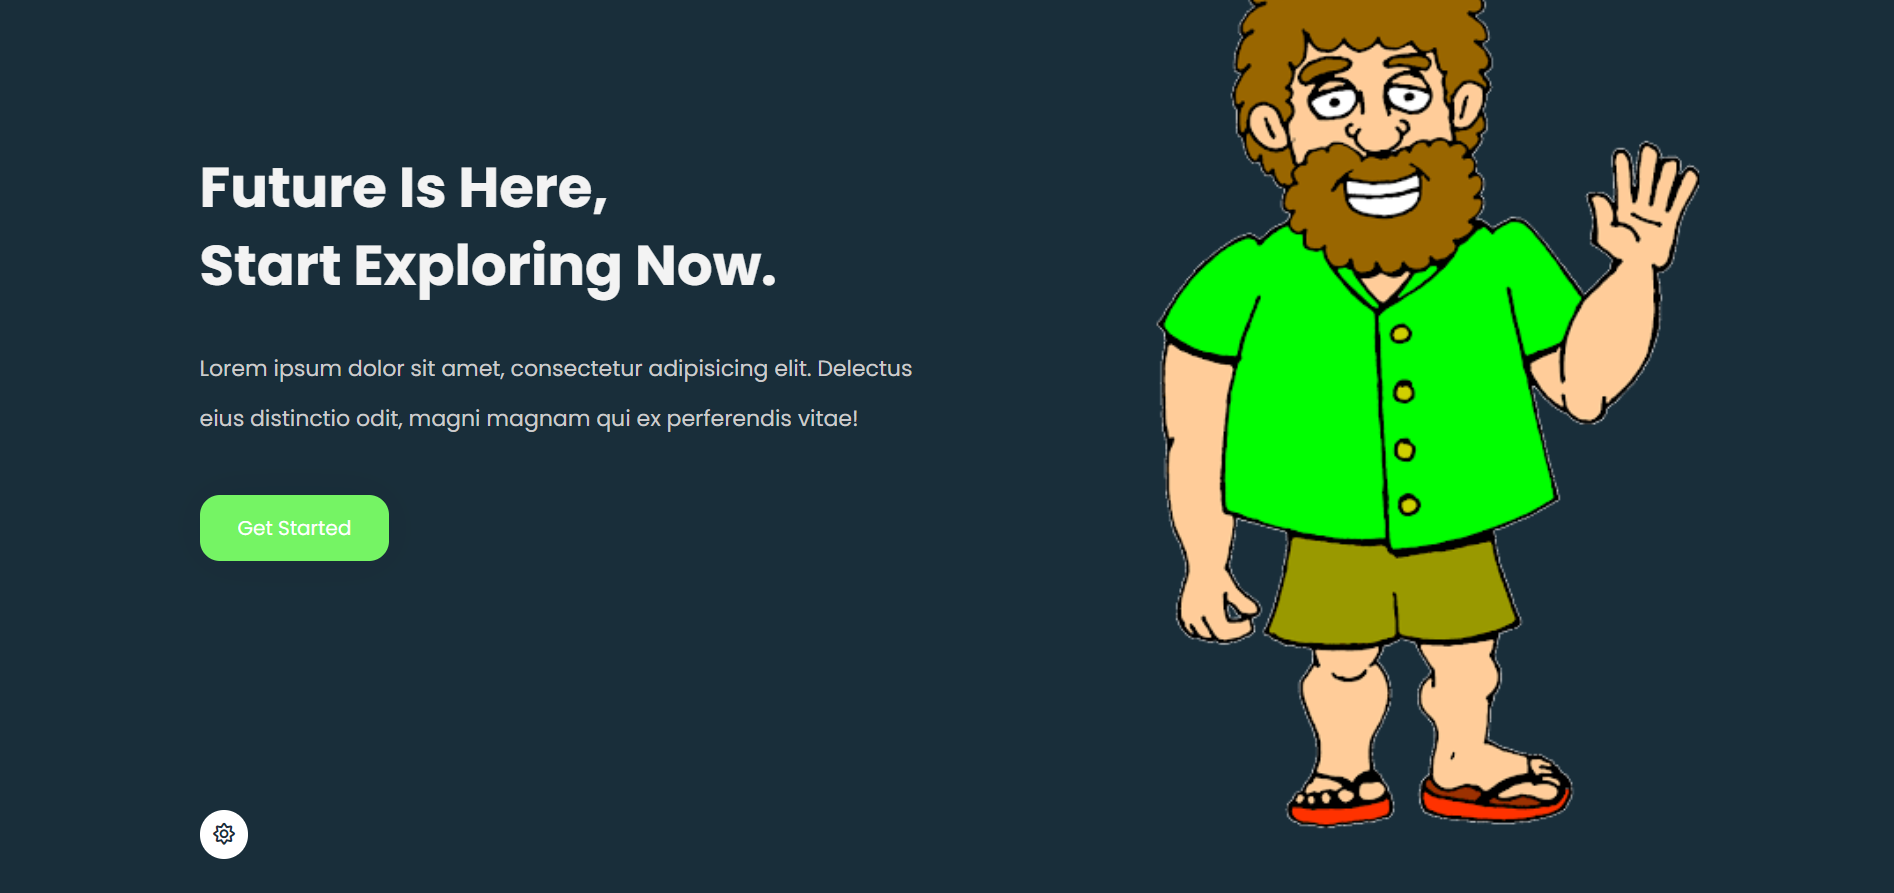 Future Is Here,
Start Exploring Now.
Lorem ipsum dolor sit amet, consectetur adipisicing elit. Delectus
eius distinctio odit, magni magnam qui ex perferendis vitae!
Get Started